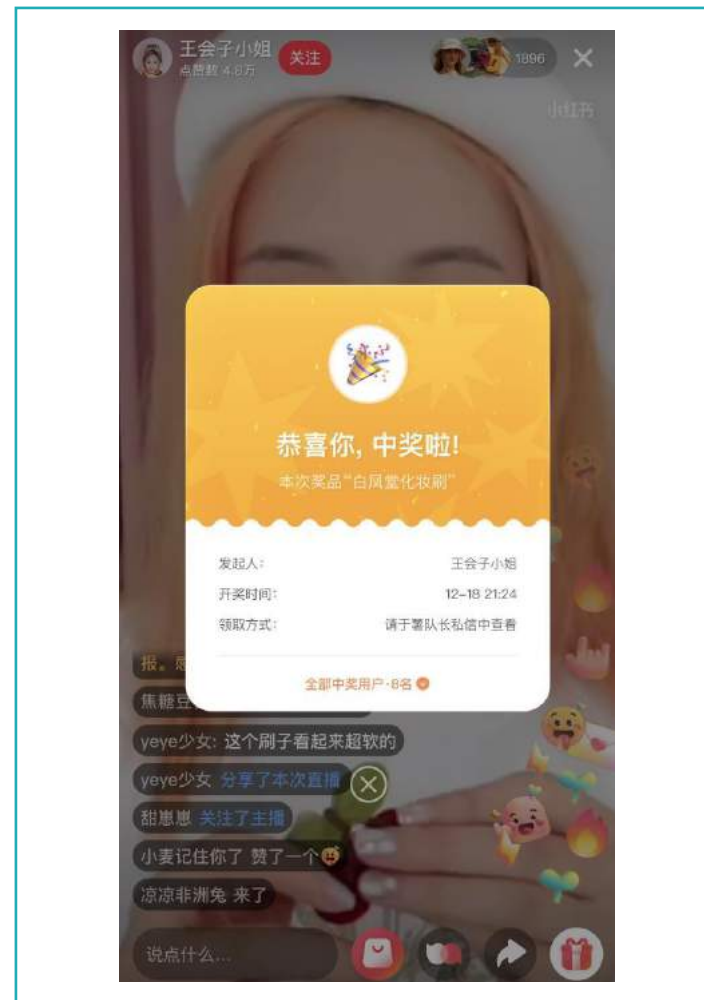 王会子小姐
关注
1896
点赞数 4.8万
小红书
恭喜你, 中奖啦!
本次奖品“白凤堂化妆刷”
发起人: 王会子小姐
开奖时间: 12-18 21:24
领取方式: 请于薯队长私信中查看
全部中奖用户·8名
报。
焦糖豆
yeye少女: 这个刷子看起来超软的
yeye少女 分享了本次直播
甜崽崽 关注了主播
小麦记住你了 赞了一个
凉凉非洲兔 来了
说点什么...